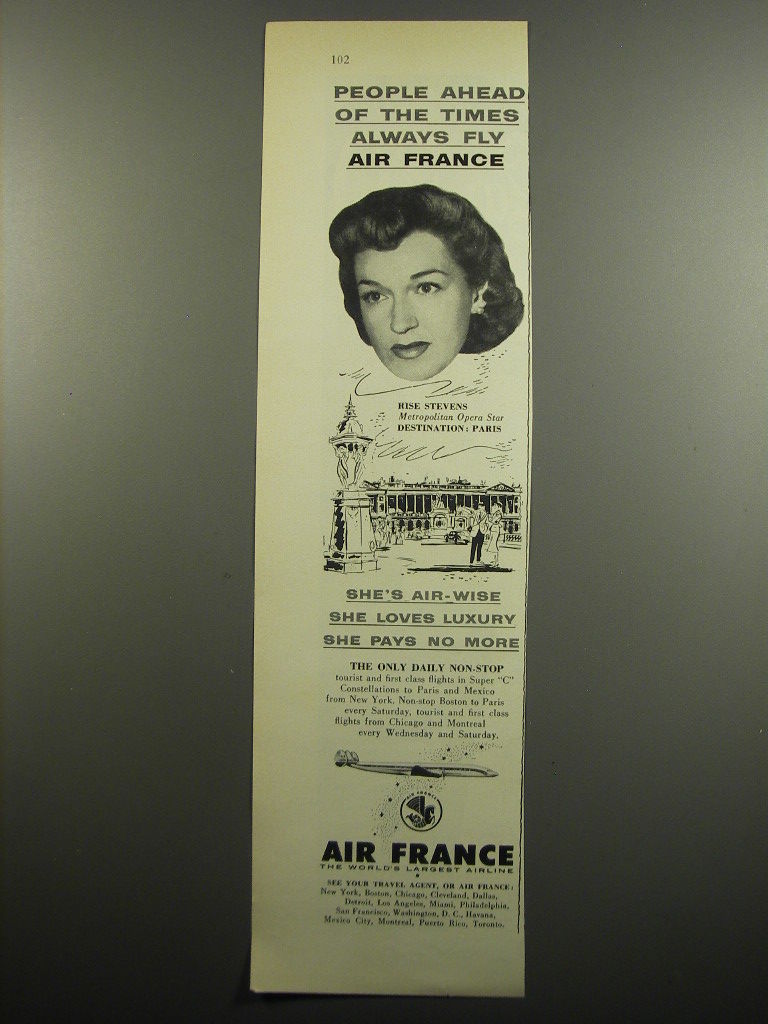 102
PEOPLE AHEAD
OF THE TIMES
ALWAYS FLY
AIR FRANCE
RISE STEVENS
Metropolitan Opera Star
DESTINATION: PARIS
SHE'S AIR-WISE
SHE LOVES LUXURY
SHE PAYS NO MORE
THE ONLY DAILY NON-STOP
tourist and first class flights in Super "C"
Constellations to Paris and Mexico
from New York. Non-stop Boston to Paris
every Saturday, tourist and first class
flights from Chicago and Montreal
every Wednesday and Saturday.
AIR FRANCE
AIR FRANCE
THE WORLD'S LARGEST AIRLINE
SEE YOUR TRAVEL AGENT, OR AIR FRANCE:
New York, Boston, Chicago, Cleveland, Dallas,
Detroit, Los Angeles, Miami, Philadelphia,
San Francisco, Washington, D. C., Havana,
Mexico City, Montreal, Puerto Rico, Toronto.